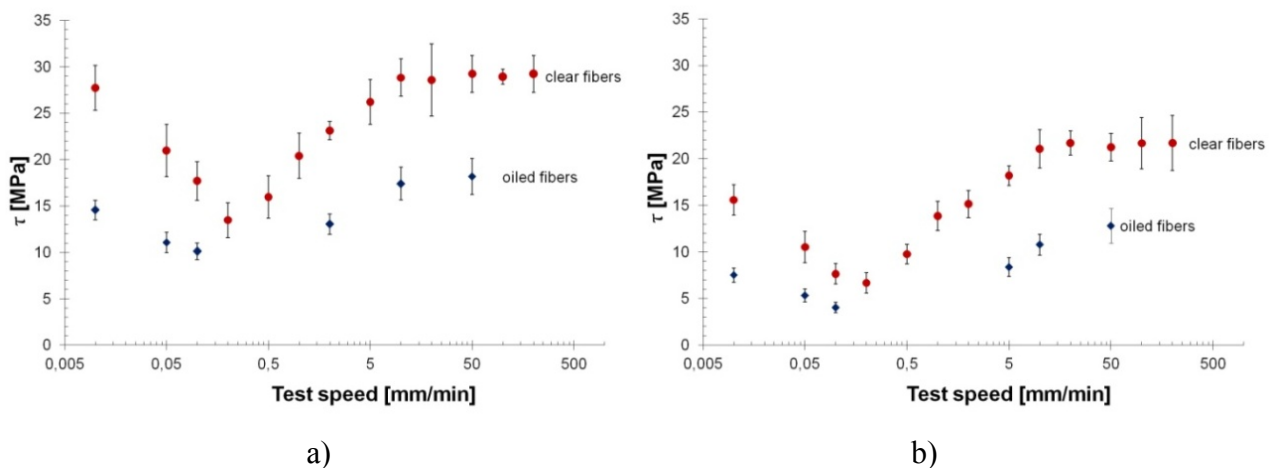 35
30
25
20
15
10
5
0
τ [MPa]
clear fibers
oiled fibers
0,005 0,05 0,5 5 50 500
Test speed [mm/min]
a)
35
30
25
20
15
10
5
0
τ [MPa]
clear fibers
oiled fibers
0,005 0,05 0,5 5 50 500
Test speed [mm/min]
b)